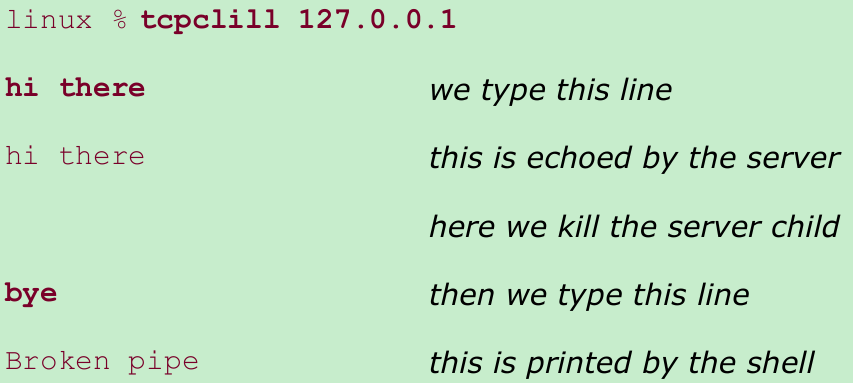 linux % tcpclill 127.0.0.1
hi there we type this line
hi there this is echoed by the server
here we kill the server child
bye then we type this line
Broken pipe this is printed by the shell